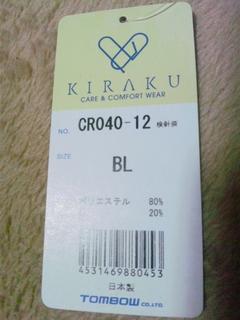 KIRAKU
CARE & COMFORT WEAR
NO. CR040-12 検針済
SIZE
BL
ポリエステル 80%
20%
4531469880453
日本製
TOMBOW CO.,LTD.